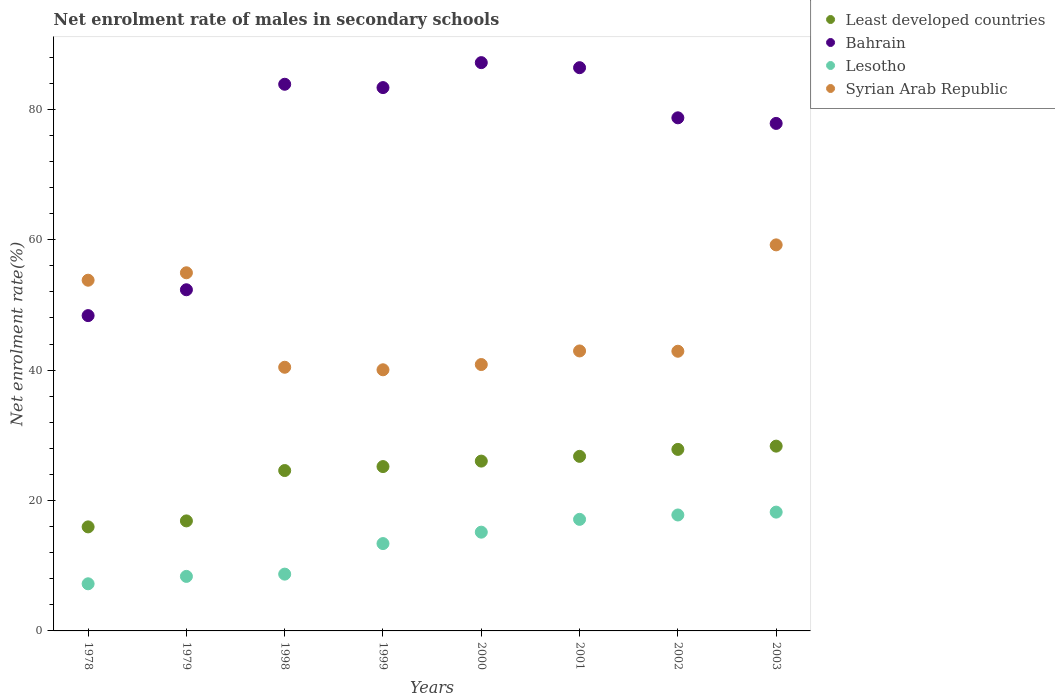 Net enrolment rate of males in secondary schools
Least developed countries
Bahrain
Lesotho
Syrian Arab Republic
Net enrolment rate(%)
80
60
40
20
0
1978
1979
1998
1999
2000
2001
2002
2003
Years